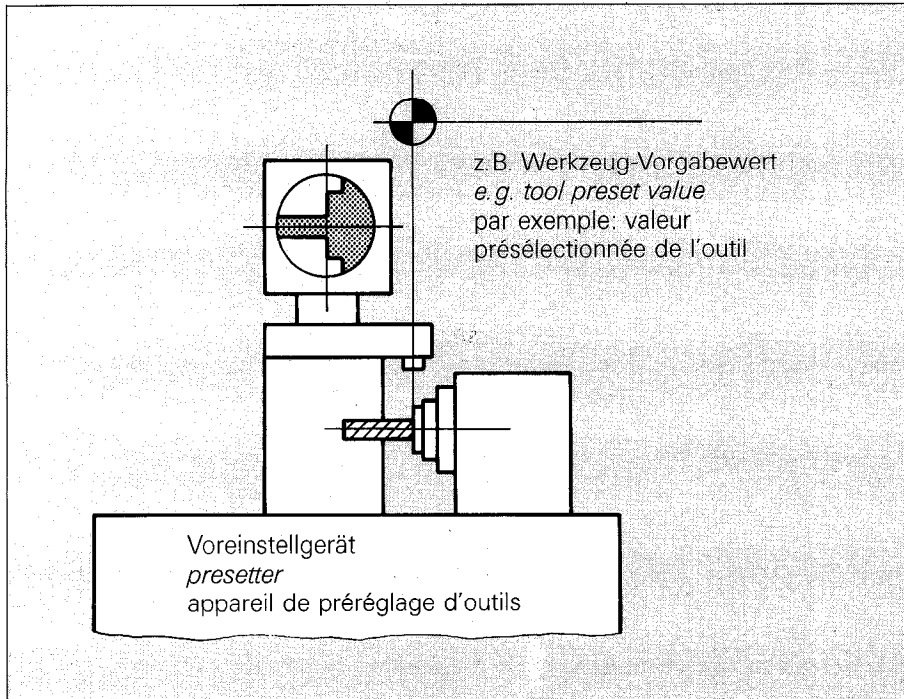 z. B. Werkzeug-Vorgabewert
e.g. tool preset value
par exemple: valeur
présélectionnée de l'outil
Voreinstellgerät
presetter
appareil de préréglage d'outils